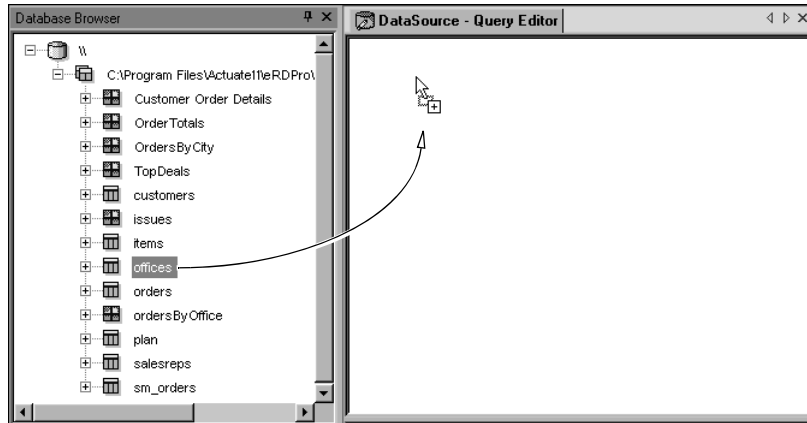 Database Browser
\\
C:\Program Files\Actuate11\eRDPro\
Customer Order Details
OrderTotals
OrdersByCity
TopDeals
customers
issues
items
offices
orders
ordersByOffice
plan
salesreps
sm_orders
DataSource - Query Editor